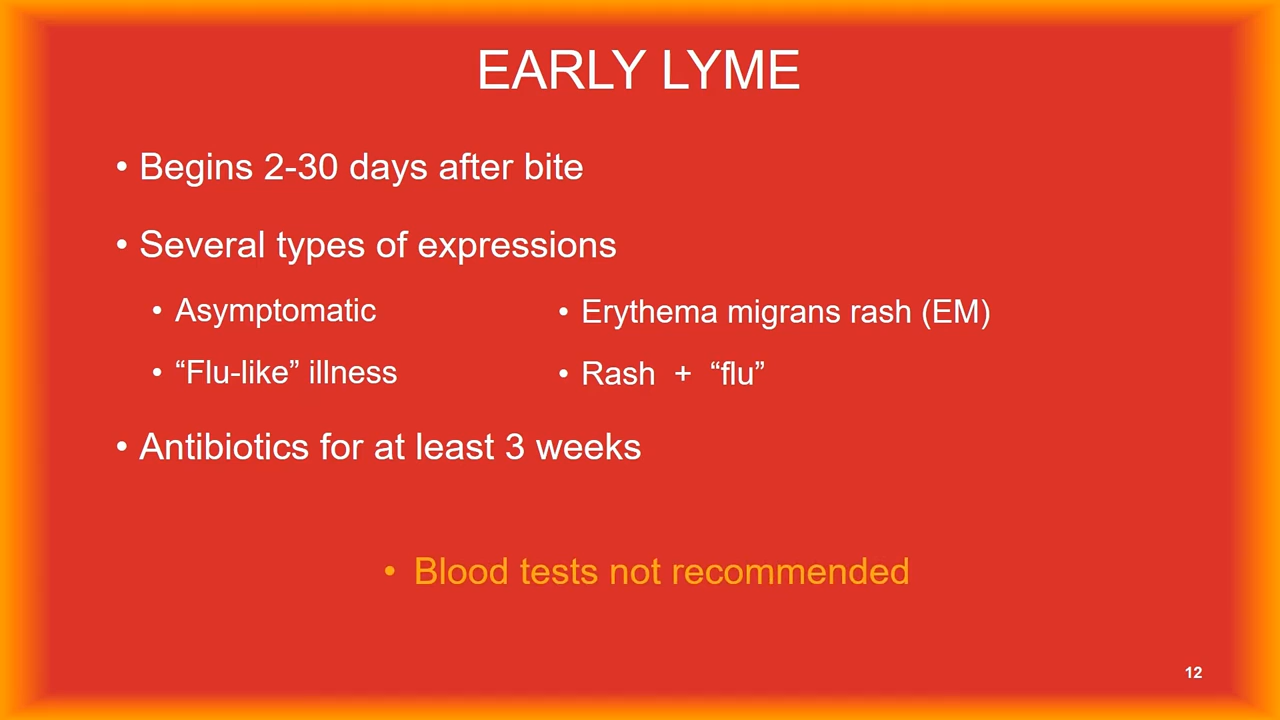 EARLY LYME
• Begins 2-30 days after bite
• Several types of expressions
• Asymptomatic
• “Flu-like” illness
• Erythema migrans rash (EM)
• Rash + “flu”
• Antibiotics for at least 3 weeks
• Blood tests not recommended
12